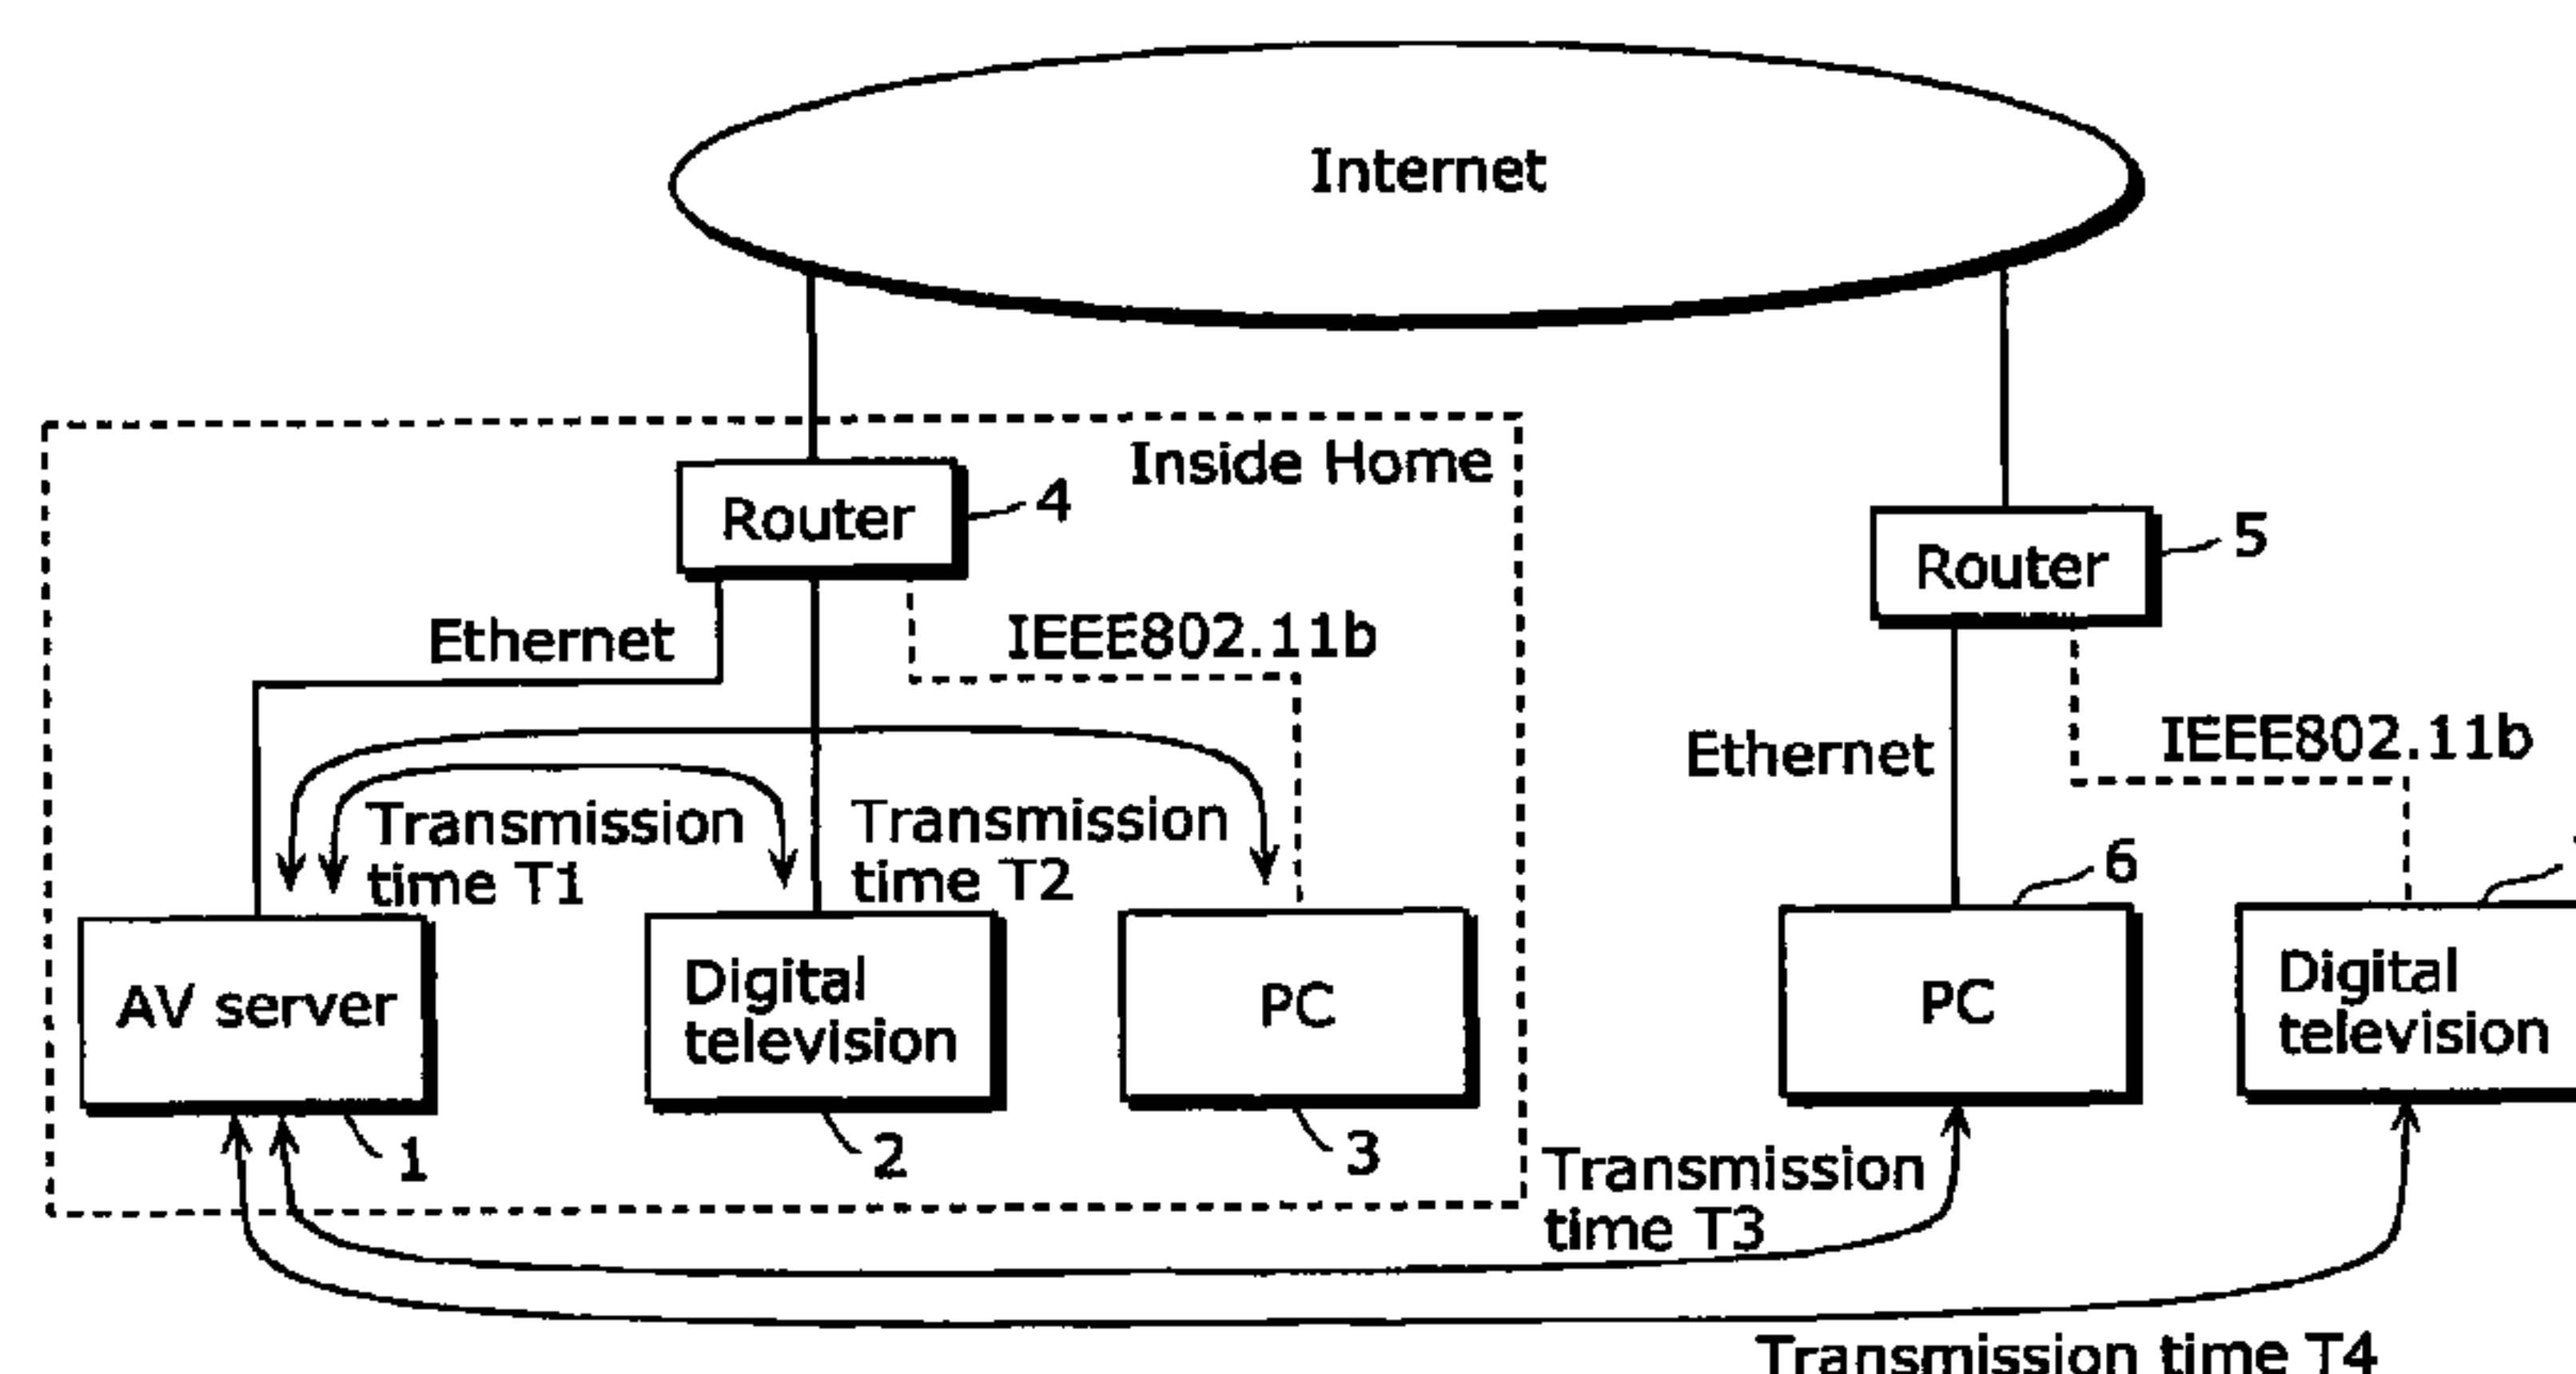 Internet
Inside Home
Router
4
Router
5
Ethernet
IEEE802.11b
Ethernet
IEEE802.11b
Transmission
time T1
Transmission
time T2
6
AV server
Digital
television
PC
PC
Digital
television
1
2
3
Transmission
time T3
Transmission time T4